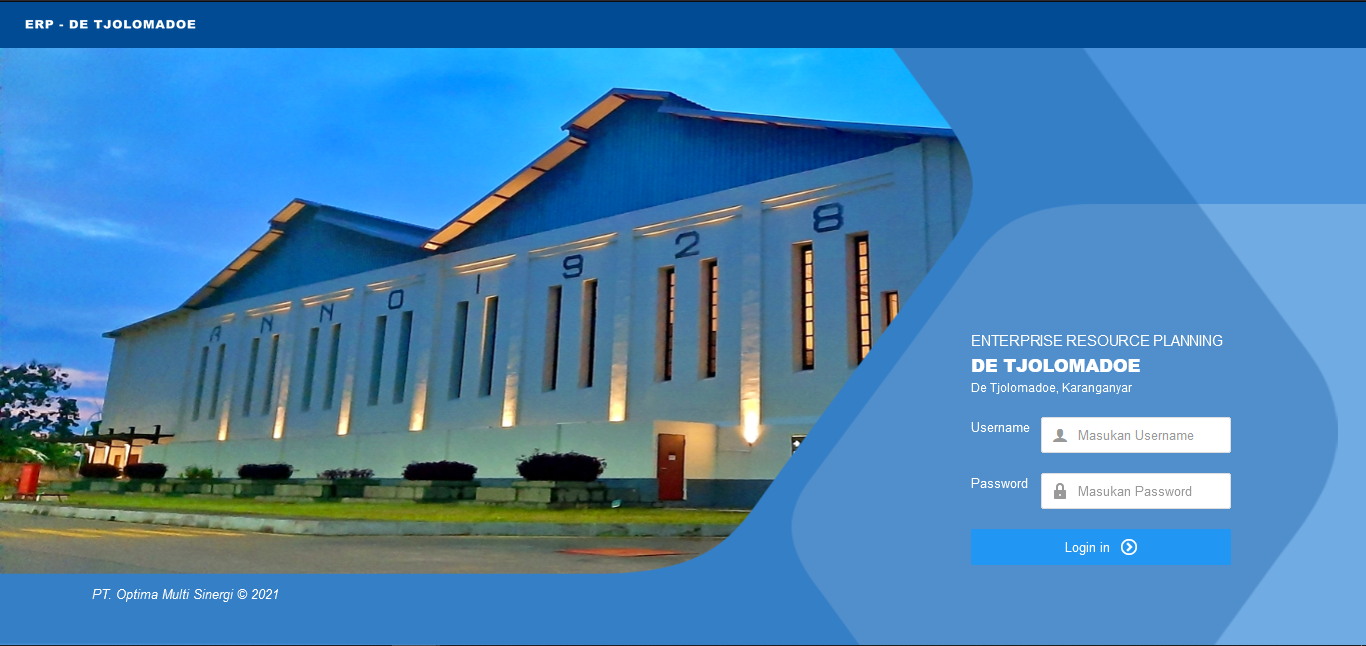 ERP - DE TJOLOMADOE
ANNO 1928
ENTERPRISE RESOURCE PLANNING
DE TJOLOMADOE
De Tjolomadoe, Karanganyar
Username
Masukan Username
Password
Masukan Password
Login in
PT. Optima Multi Sinergi © 2021